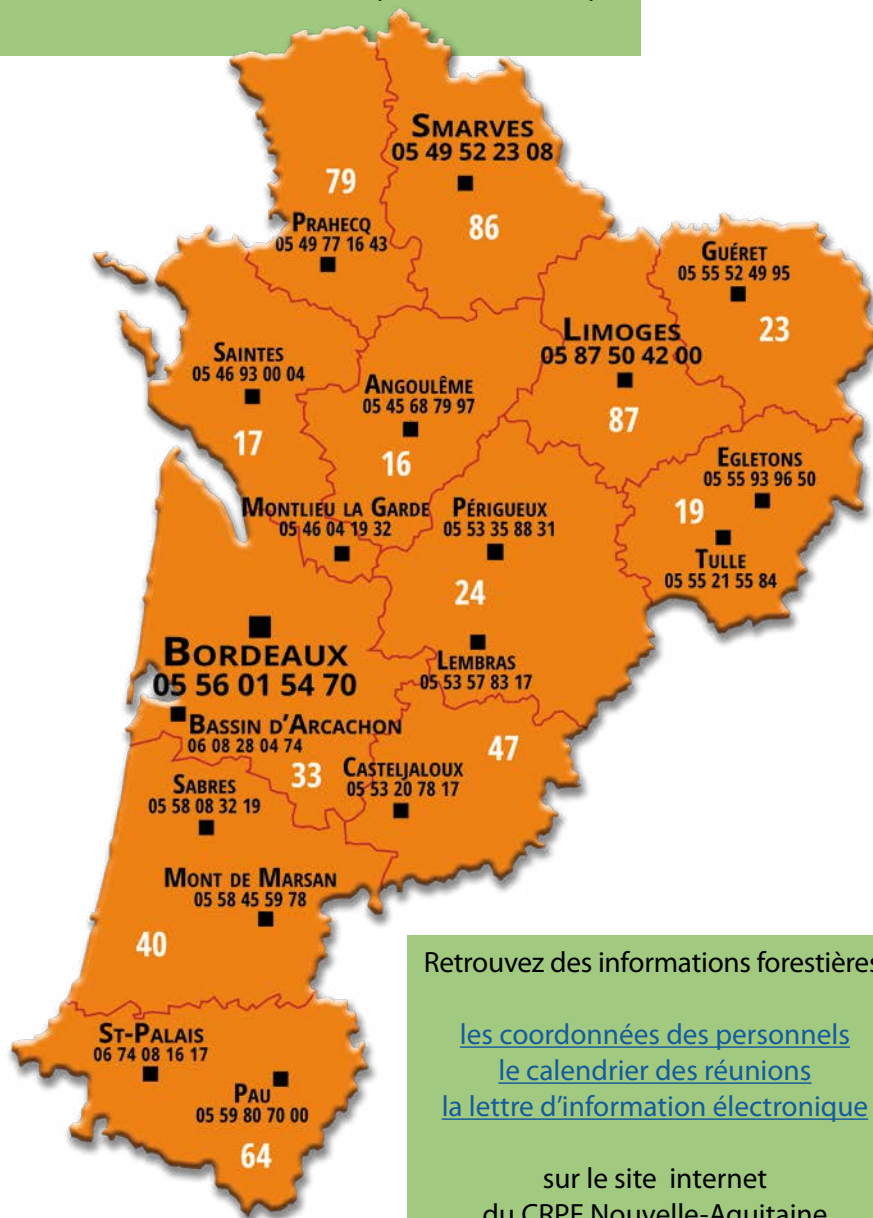 SMARVES
05 49 52 23 08
79
86
PRAHECQ
05 49 77 16 43
GUÉRET
05 55 52 49 95
23
LIMOGES
05 87 50 42 00
87
SAINTES
05 46 93 00 04
17
ANGOULÊME
05 45 68 79 97
16
EGLETONS
05 55 93 96 50
19
TULLE
05 55 21 55 84
MONTLIEU LA GARDE
05 46 04 19 32
PÉRIGUEUX
05 53 35 88 31
24
LEMBRAS
05 53 57 83 17
BORDEAUX
05 56 01 54 70
BASSIN D'ARCACHON
06 08 28 04 74
33
47
CASTELJALOUX
05 53 20 78 17
SABRES
05 58 08 32 19
MONT DE MARSAN
05 58 45 59 78
40
ST-PALAIS
06 74 08 16 17
PAU
05 59 80 70 00
64
Retrouvez des informations forestières
les coordonnées des personnels
le calendrier des réunions
la lettre d'information électronique
sur le site internet
du CRPF Nouvelle-Aquitaine